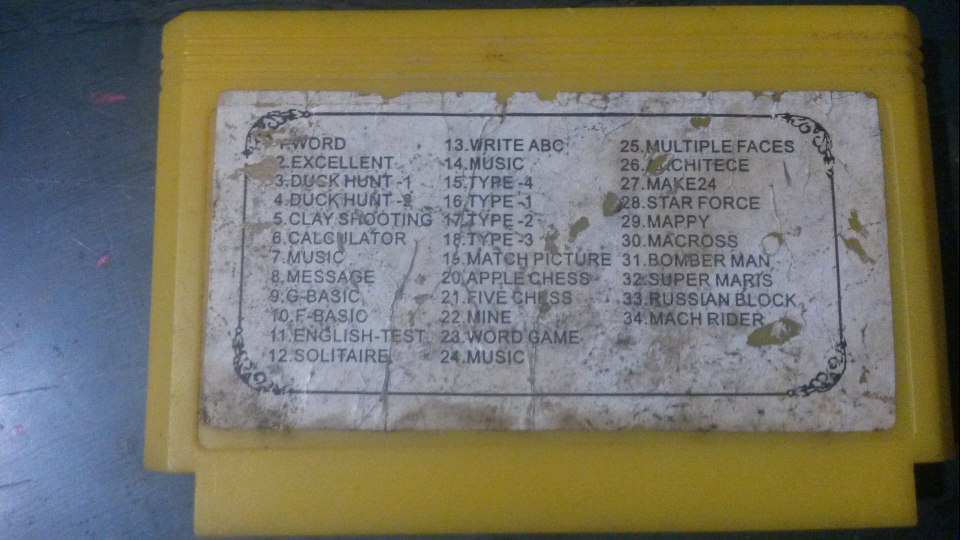 1.WORD
2.EXCELLENT
3.DUCK HUNT -1
4.DUCK HUNT -2
5.CLAY SHOOTING
6.CALCULATOR
7.MUSIC
8.MESSAGE
9.G-BASIC
10.F-BASIC
11.ENGLISH-TEST
12.SOLITAIRE
13.WRITE ABC
14.MUSIC
15.TYPE -4
16.TYPE -1
17.TYPE -2
18.TYPE -3
19.MATCH PICTURE
20.APPLE CHESS
21.FIVE CHESS
22.MINE
23.WORD GAME
24.MUSIC
25.MULTIPLE FACES
26.ARCHITECE
27.MAKE24
28.STAR FORCE
29.MAPPY
30.MACROSS
31.BOMBER MAN
32.SUPER MARIS
33.RUSSIAN BLOCK
34.MACH RIDER